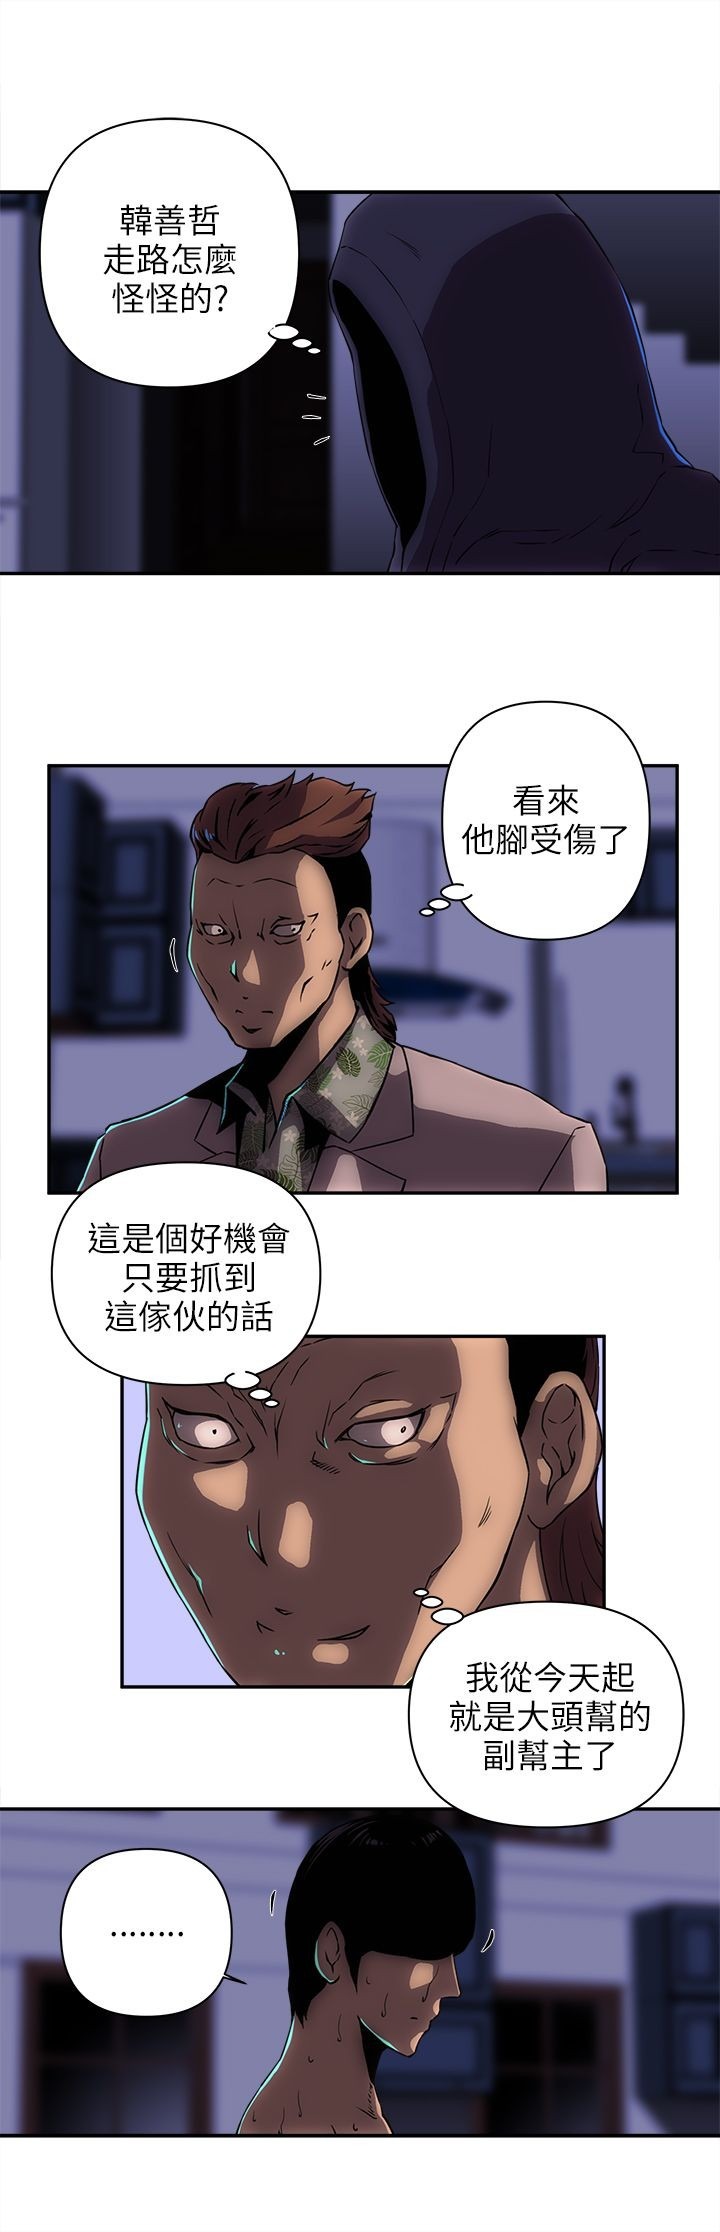 韓善哲
走路怎麼
怪怪的?
看來
他腳受傷了
這是個好機會
只要抓到
這傢伙的話
我從今天起
就是大頭幫的
副幫主了
........